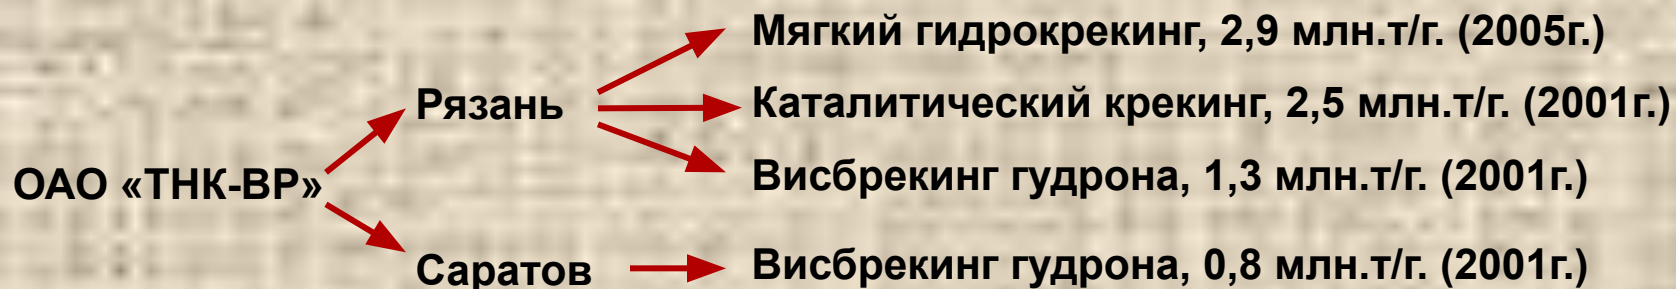 Мягкий гидрокрекинг, 2,9 млн.т/г. (2005г.)
Рязань
Каталитический крекинг, 2,5 млн.т/г. (2001г.)
ОАО «ТНК-ВР»
Висбрекинг гудрона, 1,3 млн.т/г. (2001г.)
Саратов
Висбрекинг гудрона, 0,8 млн.т/г. (2001г.)